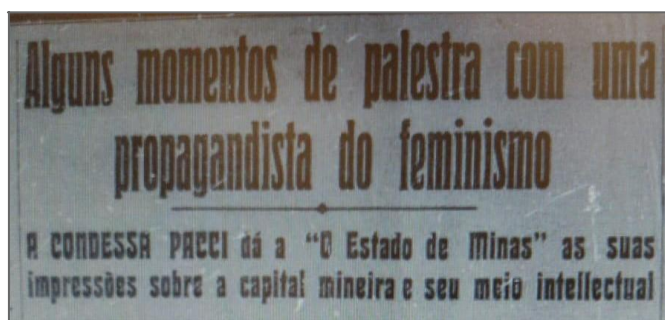 Alguns momentos de palestra com uma
propagandista do feminismo
A CONDESSA PACCI dá a "O Estado de Minas" as suas
impressões sobre a capital mineira e seu meio intellectual